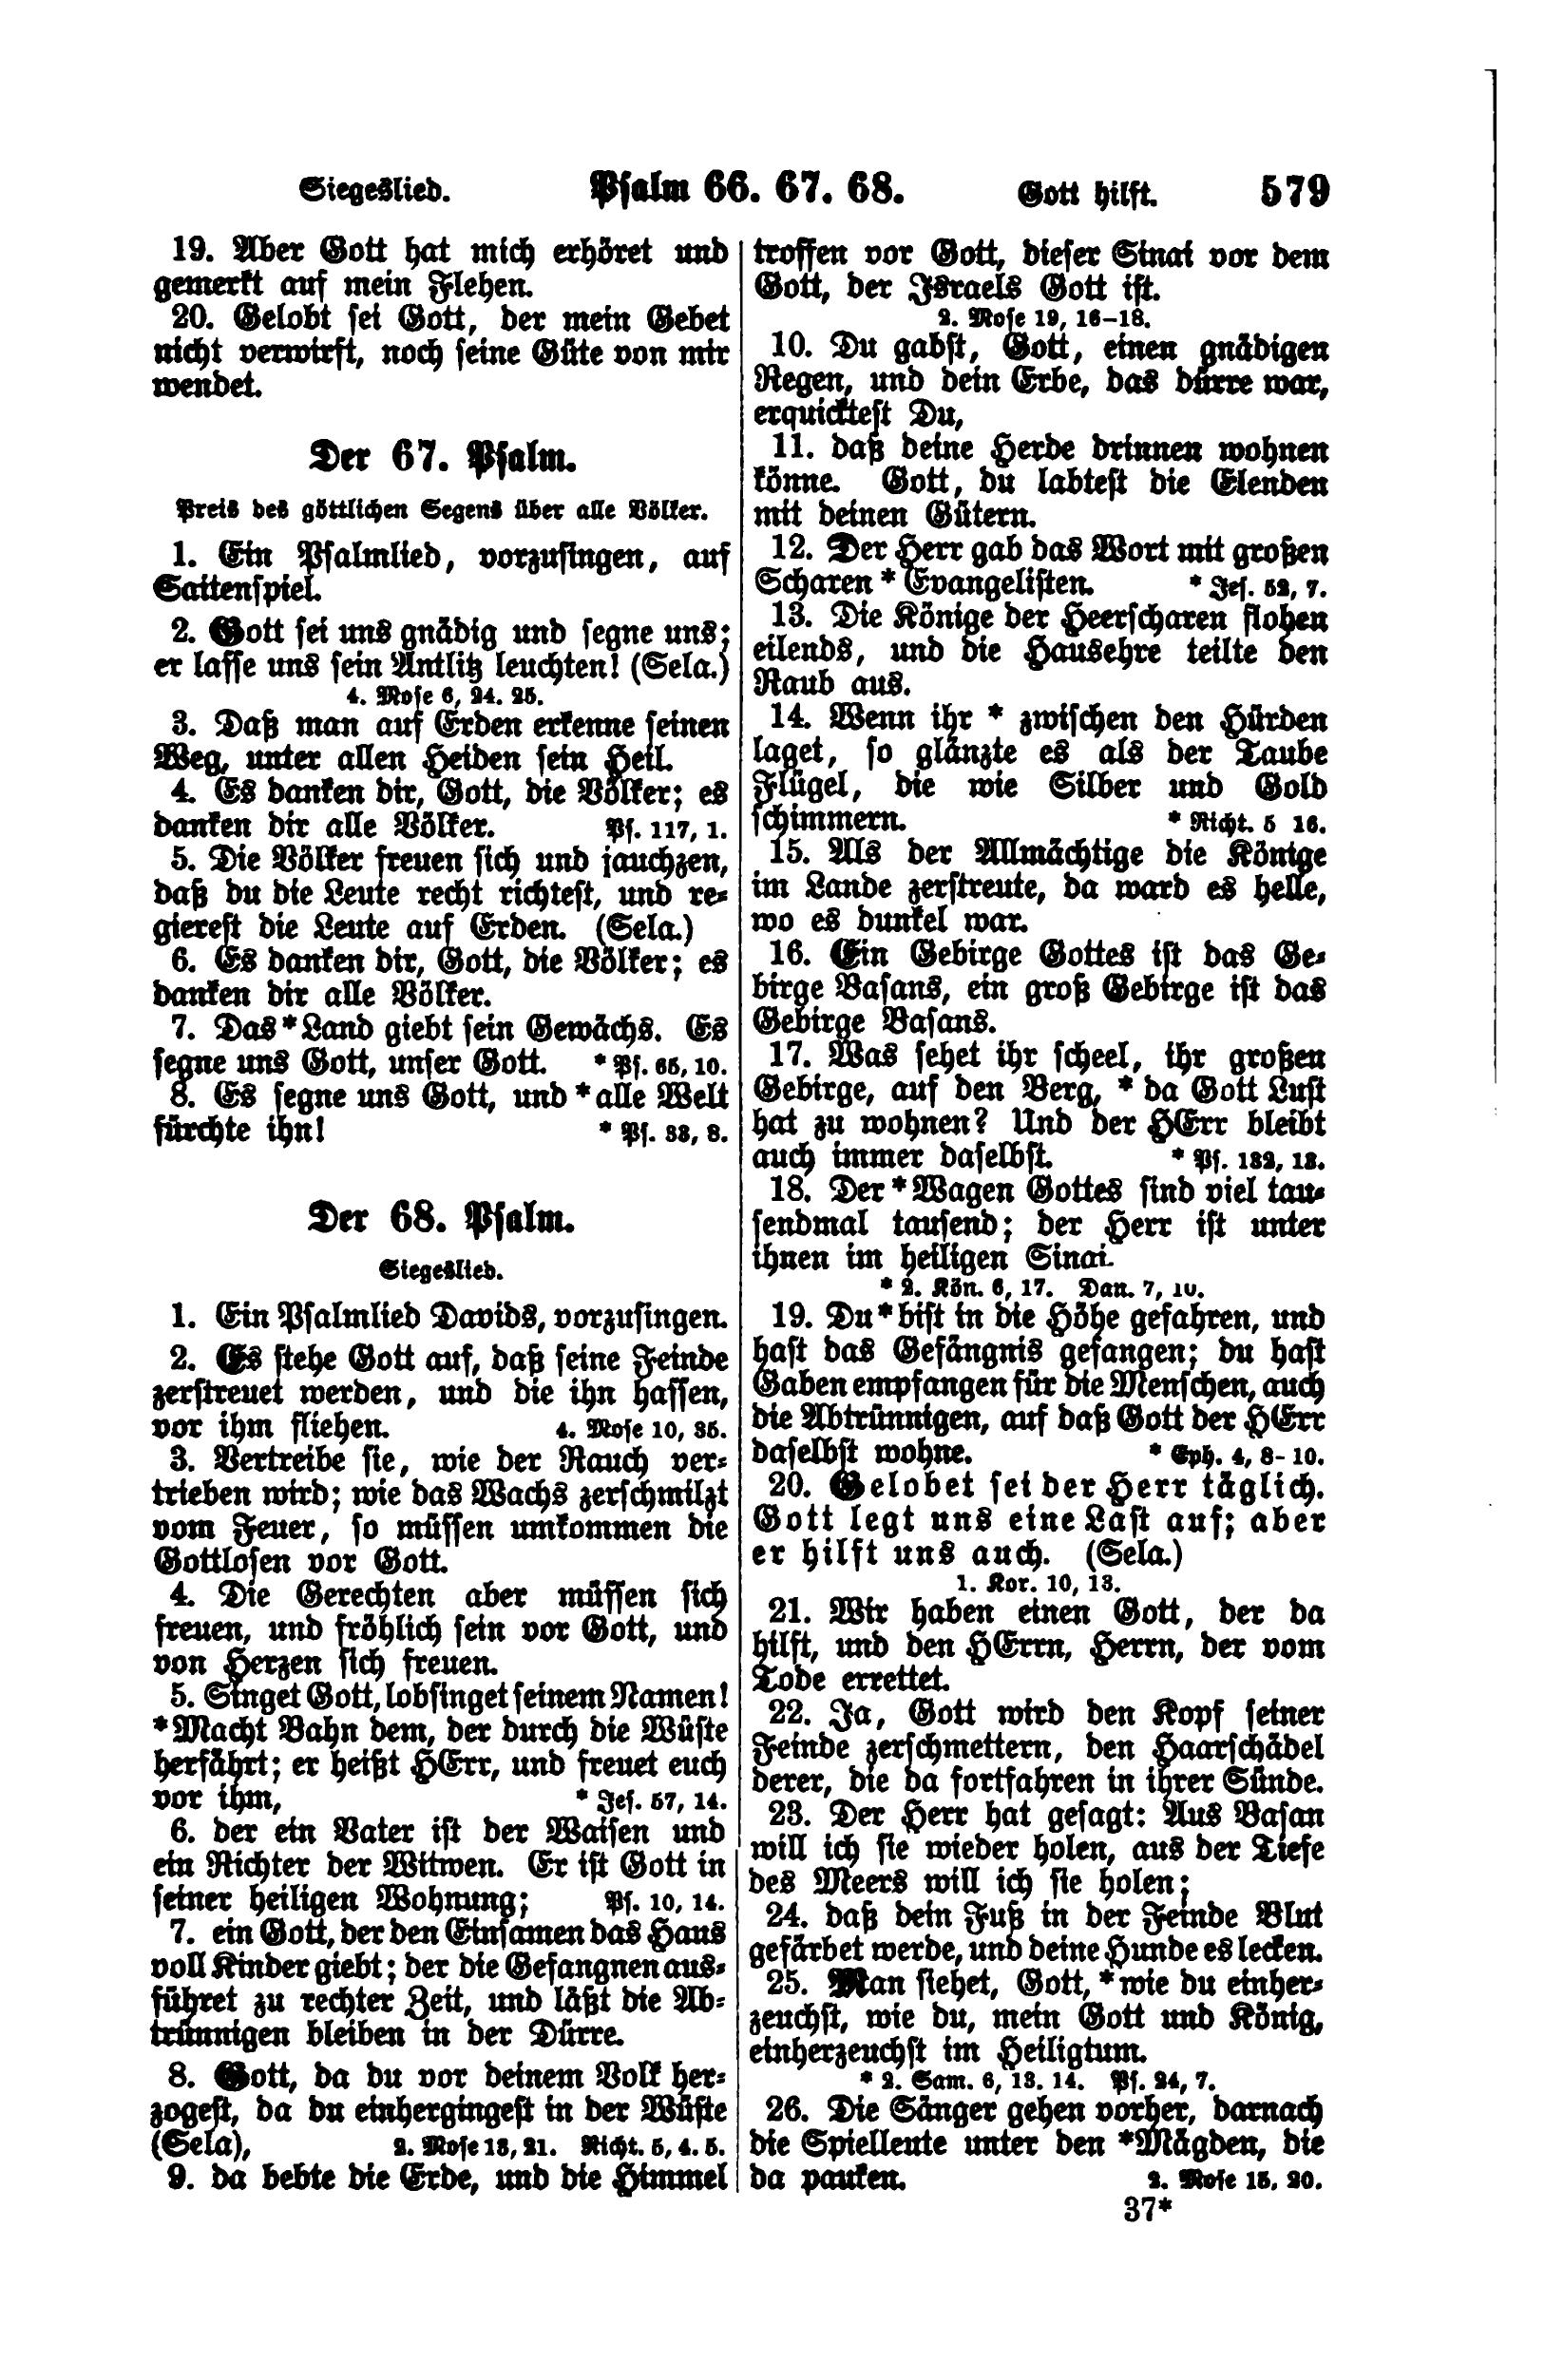 Siegeslied. Psalm 66. 67. 68. Gott hilft. 579
19. Aber Gott hat mich erhöret und
gemerkt auf mein Flehen.
20. Gelobt sei Gott, der mein Gebet
nicht verwirft, noch seine Güte von mir
wendet.
Der 67. Psalm.
Preis des göttlichen Segens über alle Völker.
1. Ein Psalmlied, vorzusingen, auf
Saitenspiel.
2. Gott sei uns gnädig und segne uns;
er lasse uns sein Antlitz leuchten! (Sela.)
4. Mose 6, 24. 25.
3. Daß man auf Erden erkenne seinen
Weg, unter allen Heiden sein Heil.
4. Es danken dir, Gott, die Völker; es
danken dir alle Völker. Ps. 117, 1.
5. Die Völker freuen sich und jauchzen,
daß du die Leute recht richtest, und re-
gierest die Leute auf Erden. (Sela.)
6. Es danken dir, Gott, die Völker; es
danken dir alle Völker.
7. Das * Land giebt sein Gewächs. Es
segne uns Gott, unser Gott. * Ps. 65, 10.
8. Es segne uns Gott, und * alle Welt
fürchte ihn! * Ps. 33, 8.
Der 68. Psalm.
Siegeslied.
1. Ein Psalmlied Davids, vorzusingen.
2. Es stehe Gott auf, daß seine Feinde
zerstreuet werden, und die ihn hassen,
vor ihm fliehen. 4. Mose 10, 35.
3. Vertreibe sie, wie der Rauch ver-
trieben wird; wie das Wachs zerschmilzt
vom Feuer, so müssen umkommen die
Gottlosen vor Gott.
4. Die Gerechten aber müssen sich
freuen, und fröhlich sein vor Gott, und
von Herzen sich freuen.
5. Singet Gott, lobsinget seinem Namen!
* Macht Bahn dem, der durch die Wüste
herfährt; er heißt HErr, und freuet euch
vor ihm, * Jes. 57, 14.
6. der ein Vater ist der Waisen und
ein Richter der Witwen. Er ist Gott in
seiner heiligen Wohnung; Ps. 10, 14.
7. ein Gott, der den Einsamen das Haus
voll Kinder giebt; der die Gefangnen aus-
führet zu rechter Zeit, und läßt die Ab-
trünnigen bleiben in der Dürre.
8. Gott, da du vor deinem Volk her-
zogest, da du einhergingest in der Wüste
(Sela), 2. Mose 13, 21. Richt. 5, 4. 5.
9. da bebte die Erde, und die Himmel
troffen vor Gott, dieser Sinai vor dem
Gott, der Israels Gott ist.
2. Mose 19, 16-18.
10. Du gabst, Gott, einen gnädigen
Regen, und dein Erbe, das dürre war,
erquicktest Du,
11. daß deine Herde drinnen wohnen
könne. Gott, du labtest die Elenden
mit deinen Gütern.
12. Der Herr gab das Wort mit großen
Scharen * Evangelisten. * Jes. 52, 7.
13. Die Könige der Heerscharen flohen
eilends, und die Hausehre teilte den
Raub aus.
14. Wenn ihr * zwischen den Hürden
laget, so glänzte es als der Taube
Flügel, die wie Silber und Gold
schimmern. * Richt. 5 16.
15. Als der Allmächtige die Könige
im Lande zerstreute, da ward es helle,
wo es dunkel war.
16. Ein Gebirge Gottes ist das Ge-
birge Basans, ein groß Gebirge ist das
Gebirge Basans.
17. Was sehet ihr scheel, ihr großen
Gebirge, auf den Berg, * da Gott Lust
hat zu wohnen? Und der HErr bleibt
auch immer daselbst. * Ps. 132, 13.
18. Der * Wagen Gottes sind viel tau-
sendmal tausend; der Herr ist unter
ihnen im heiligen Sinai.
* 2. Kön. 6, 17. Dan. 7, 10.
19. Du * bist in die Höhe gefahren, und
hast das Gefängnis gefangen; du hast
Gaben empfangen für die Menschen, auch
die Abtrünnigen, auf daß Gott der HErr
daselbst wohne. * Eph. 4, 8-10.
20. Gelobet sei der Herr täglich.
Gott legt uns eine Last auf; aber
er hilft uns auch. (Sela.)
1. Kor. 10, 13.
21. Wir haben einen Gott, der da
hilft, und den HErrn, Herrn, der vom
Tode errettet.
22. Ja, Gott wird den Kopf seiner
Feinde zerschmettern, den Haarschädel
derer, die da fortfahren in ihrer Sünde.
23. Der Herr hat gesagt: Aus Basan
will ich sie wieder holen, aus der Tiefe
des Meers will ich sie holen;
24. daß dein Fuß in der Feinde Blut
gefärbet werde, und deine Hunde es lecken.
25. Man siehet, Gott, * wie du einher-
zeuchst, wie du, mein Gott und König,
einherzeuchst im Heiligtum.
* 2. Sam. 6, 13. 14. Ps. 24, 7.
26. Die Sänger gehen vorher, darnach
die Spielleute unter den * Mägden, die
da pauken. 2. Mose 15, 20.
37*